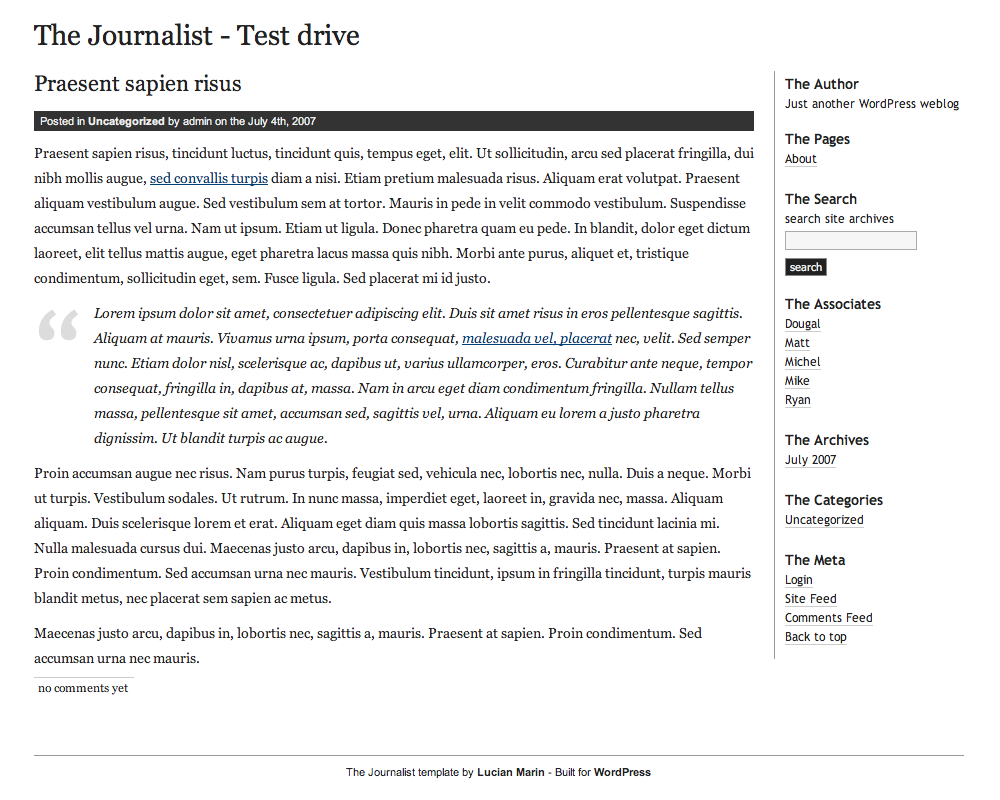 The Journalist - Test drive
Praesent sapien risus
Posted in Uncategorized by admin on the July 4th, 2007
Praesent sapien risus, tincidunt luctus, tincidunt quis, tempus eget, elit. Ut sollicitudin, arcu sed placerat fringilla, dui
nibh mollis augue, sed convallis turpis diam a nisi. Etiam pretium malesuada risus. Aliquam erat volutpat. Praesent
aliquam vestibulum augue. Sed vestibulum sem at tortor. Mauris in pede in velit commodo vestibulum. Suspendisse
accumsan tellus vel urna. Nam ut ipsum. Etiam ut ligula. Donec pharetra quam eu pede. In blandit, dolor eget dictum
laoreet, elit tellus mattis augue, eget pharetra lacus massa quis nibh. Morbi ante purus, aliquet et, tristique
condimentum, sollicitudin eget, sem. Fusce ligula. Sed placerat mi id justo.
“
Lorem ipsum dolor sit amet, consectetuer adipiscing elit. Duis sit amet risus in eros pellentesque sagittis.
Aliquam at mauris. Vivamus urna ipsum, porta consequat, malesuada vel, placerat nec, velit. Sed semper
nunc. Etiam dolor nisl, scelerisque ac, dapibus ut, varius ullamcorper, eros. Curabitur ante neque, tempor
consequat, fringilla in, dapibus at, massa. Nam in arcu eget diam condimentum fringilla. Nullam tellus
massa, pellentesque sit amet, accumsan sed, sagittis vel, urna. Aliquam eu lorem a justo pharetra
dignissim. Ut blandit turpis ac augue.
Proin accumsan augue nec risus. Nam purus turpis, feugiat sed, vehicula nec, lobortis nec, nulla. Duis a neque. Morbi
ut turpis. Vestibulum sodales. Ut rutrum. In nunc massa, imperdiet eget, laoreet in, gravida nec, massa. Aliquam
aliquam. Duis scelerisque lorem et erat. Aliquam eget diam quis massa lobortis sagittis. Sed tincidunt lacinia mi.
Nulla malesuada cursus dui. Maecenas justo arcu, dapibus in, lobortis nec, sagittis a, mauris. Praesent at sapien.
Proin condimentum. Sed accumsan urna nec mauris. Vestibulum tincidunt, ipsum in fringilla tincidunt, turpis mauris
blandit metus, nec placerat sem sapien ac metus.
Maecenas justo arcu, dapibus in, lobortis nec, sagittis a, mauris. Praesent at sapien. Proin condimentum. Sed
accumsan urna nec mauris.
no comments yet
The Author
Just another WordPress weblog
The Pages
About
The Search
search site archives
search
The Associates
Dougal
Matt
Michel
Mike
Ryan
The Archives
July 2007
The Categories
Uncategorized
The Meta
Login
Site Feed
Comments Feed
Back to top
The Journalist template by Lucian Marin - Built for WordPress